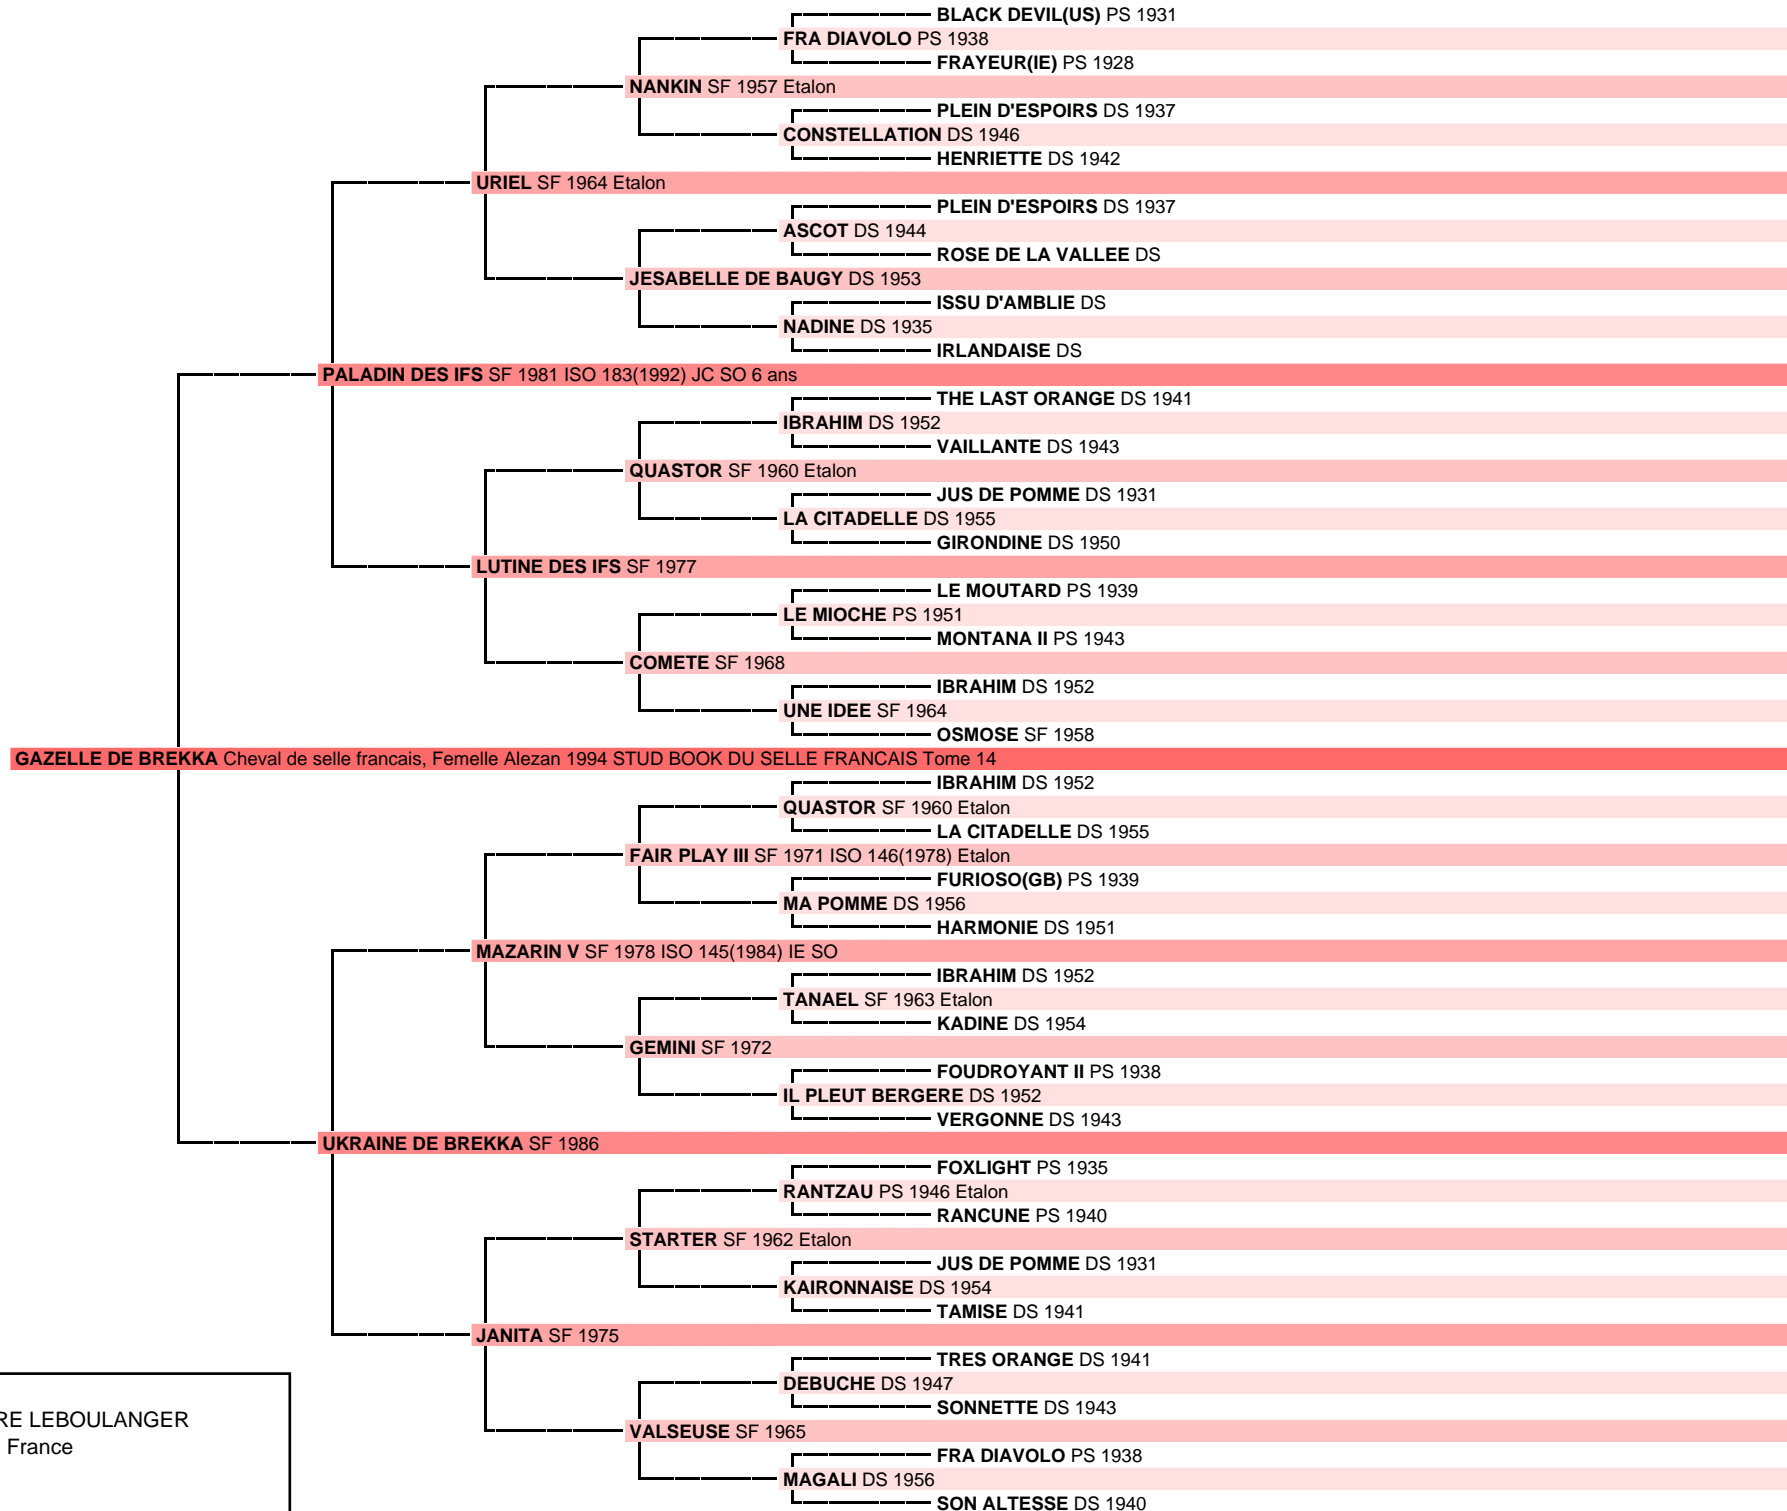 BLACK DEVIL(US) PS 1931
FRA DIAVOLO PS 1938
FRAYEUR(IE) PS 1928
NANKIN SF 1957 Etalon
PLEIN D'ESPOIRS DS 1937
CONSTELLATION DS 1946
HENRIETTE DS 1942
URIEL SF 1964 Etalon
PLEIN D'ESPOIRS DS 1937
ASCOT DS 1944
ROSE DE LA VALLEE DS
JESABELLE DE BAUGY DS 1953
ISSU D'AMBLIE DS
NADINE DS 1935
IRLANDAISE DS
PALADIN DES IFS SF 1981 ISO 183(1992) JC SO 6 ans
THE LAST ORANGE DS 1941
IBRAHIM DS 1952
VAILLANTE DS 1943
QUASTOR SF 1960 Etalon
JUS DE POMME DS 1931
LA CITADELLE DS 1955
GIRONDINE DS 1950
LUTINE DES IFS SF 1977
LE MOUTARD PS 1939
LE MIOCHE PS 1951
MONTANA II PS 1943
COMETE SF 1968
IBRAHIM DS 1952
UNE IDEE SF 1964
OSMOSE SF 1958
GAZELLE DE BREKKA Cheval de selle francais, Femelle Alezan 1994 STUD BOOK DU SELLE FRANCAIS Tome 14
IBRAHIM DS 1952
QUASTOR SF 1960 Etalon
LA CITADELLE DS 1955
FAIR PLAY III SF 1971 ISO 146(1978) Etalon
FURIOSO(GB) PS 1939
MA POMME DS 1956
HARMONIE DS 1951
MAZARIN V SF 1978 ISO 145(1984) IE SO
IBRAHIM DS 1952
TANAEL SF 1963 Etalon
KADINE DS 1954
GEMINI SF 1972
FOUDROYANT II PS 1938
IL PLEUT BERGERE DS 1952
VERGONNE DS 1943
UKRAINE DE BREKKA SF 1986
FOXLIGHT PS 1935
RANTZAU PS 1946 Etalon
RANCUNE PS 1940
STARTER SF 1962 Etalon
JUS DE POMME DS 1931
KAIRONNAISE DS 1954
TAMISE DS 1941
JANITA SF 1975
TRES ORANGE DS 1941
DEBUCHE DS 1947
SONNETTE DS 1943
VALSEUSE SF 1965
FRA DIAVOLO PS 1938
MAGALI DS 1956
SON ALTESSE DS 1940
RE LEBOULANGER
France